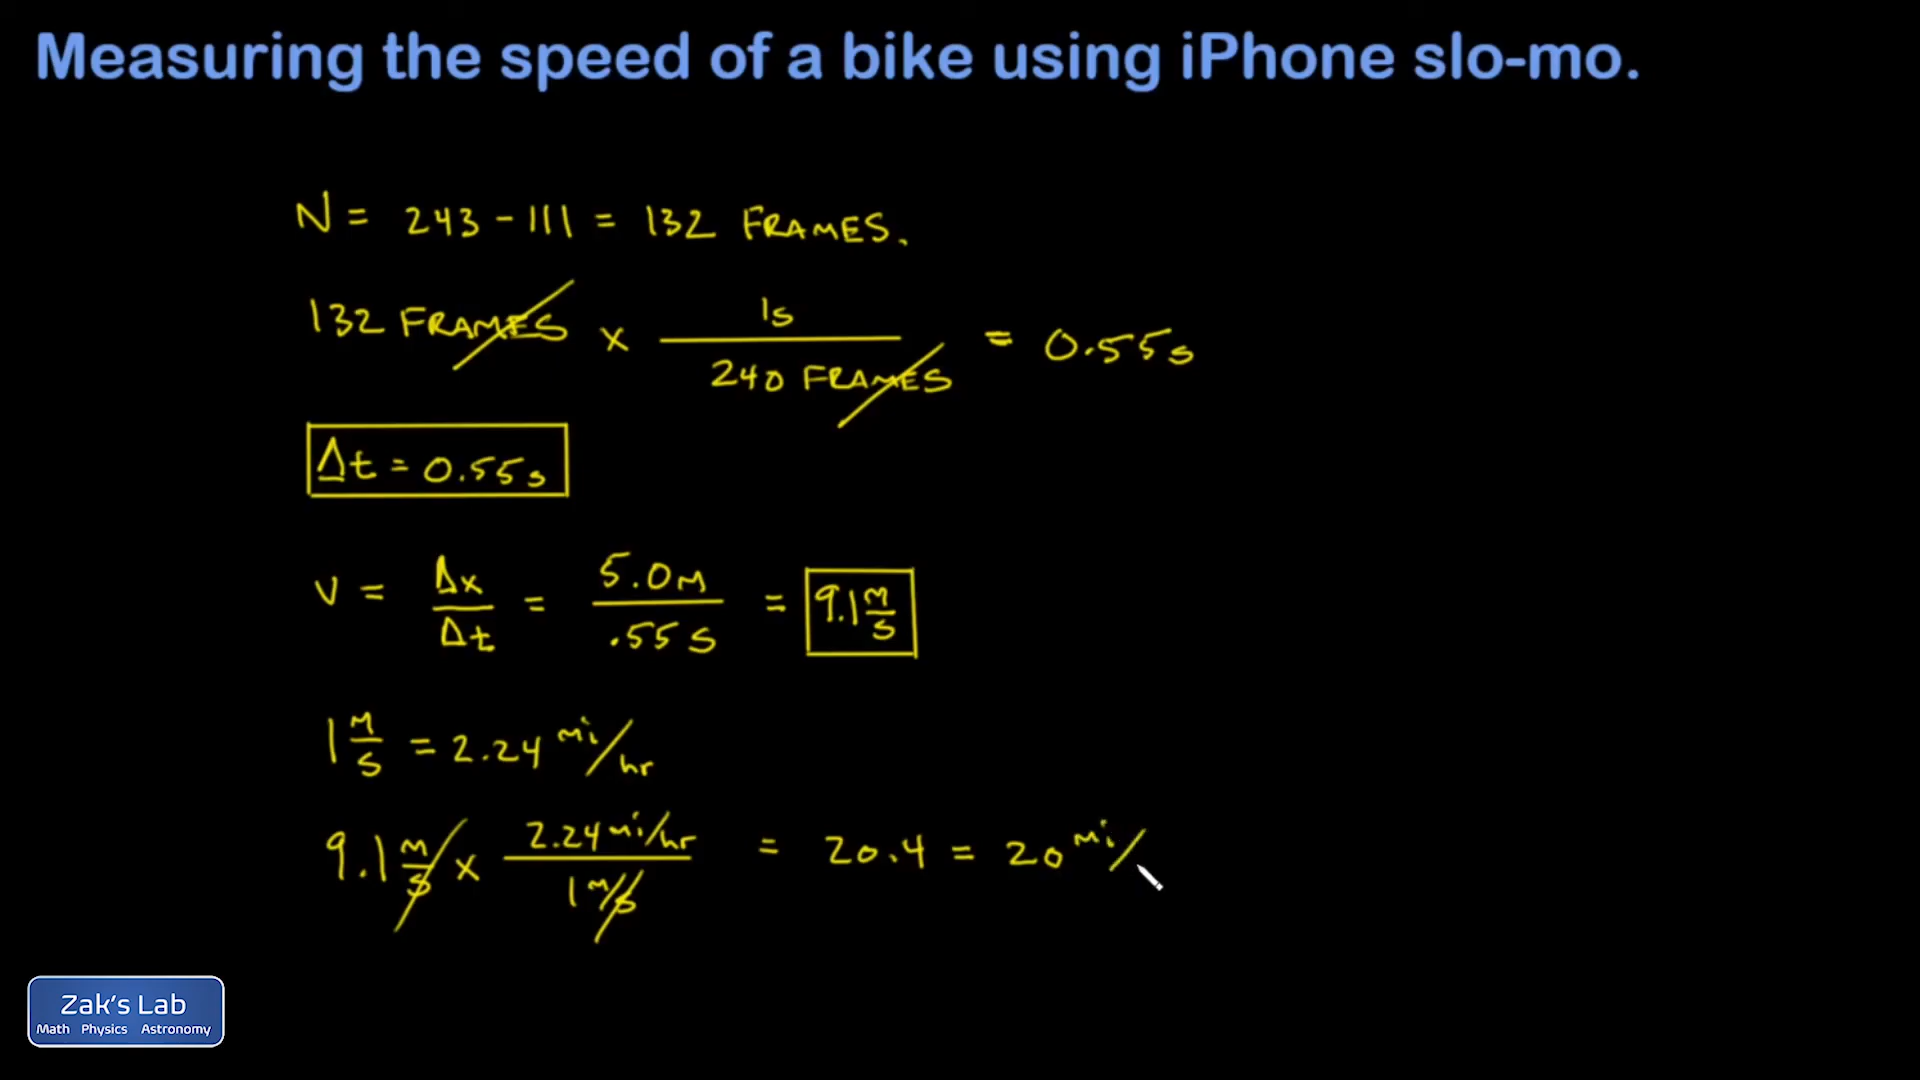 Measuring the speed of a bike using iPhone slo-mo.
N = 243 - 111 = 132 FRAMES.
132 FRAMES x 1s / 240 FRAMES = 0.55s
Δt = 0.55s
v = Δx / Δt = 5.0m / .55s = 9.1 m/s
1 m/s = 2.24 mi/hr
9.1 m/s x 2.24 mi/hr / 1 m/s = 20.4 = 20 mi/
Zak's Lab
Math Physics Astronomy